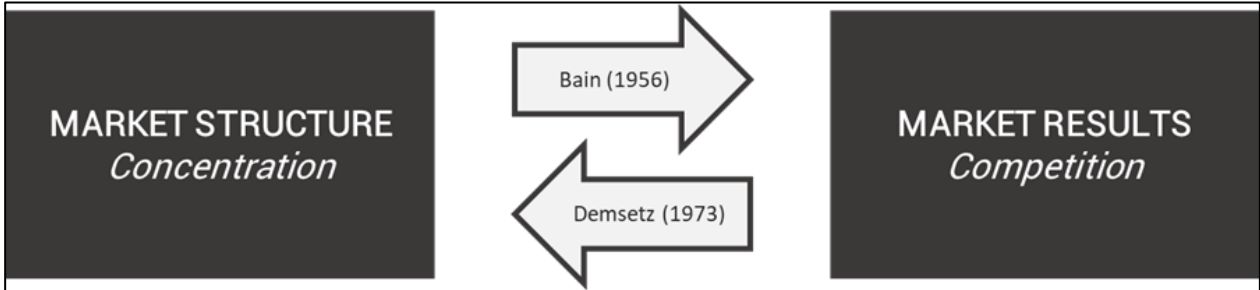 MARKET STRUCTURE
Concentration
Bain (1956)
Demsetz (1973)
MARKET RESULTS
Competition